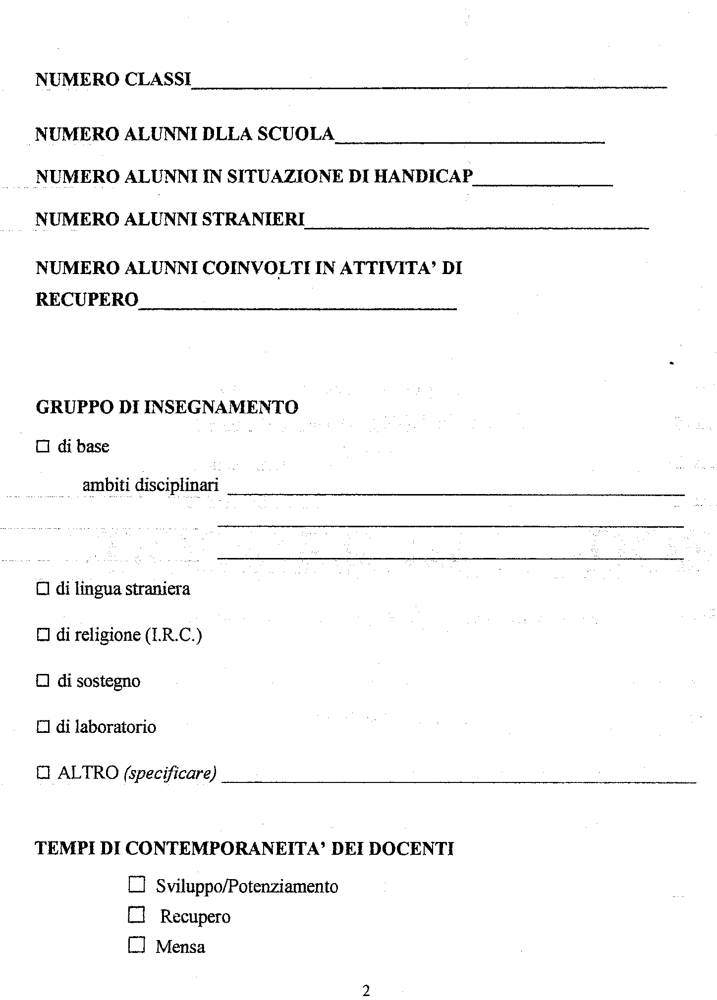 NUMERO CLASSI
NUMERO ALUNNI DLLA SCUOLA
NUMERO ALUNNI IN SITUAZIONE DI HANDICAP
NUMERO ALUNNI STRANIERI
NUMERO ALUNNI COINVOLTI IN ATTIVITA’ DI
RECUPERO
GRUPPO DI INSEGNAMENTO
□ di base
ambiti disciplinari
□ di lingua straniera
□ di religione (I.R.C.)
□ di sostegno
□ di laboratorio
□ ALTRO (specificare)
TEMPI DI CONTEMPORANEITA’ DEI DOCENTI
□ Sviluppo/Potenziamento
□ Recupero
□ Mensa
2